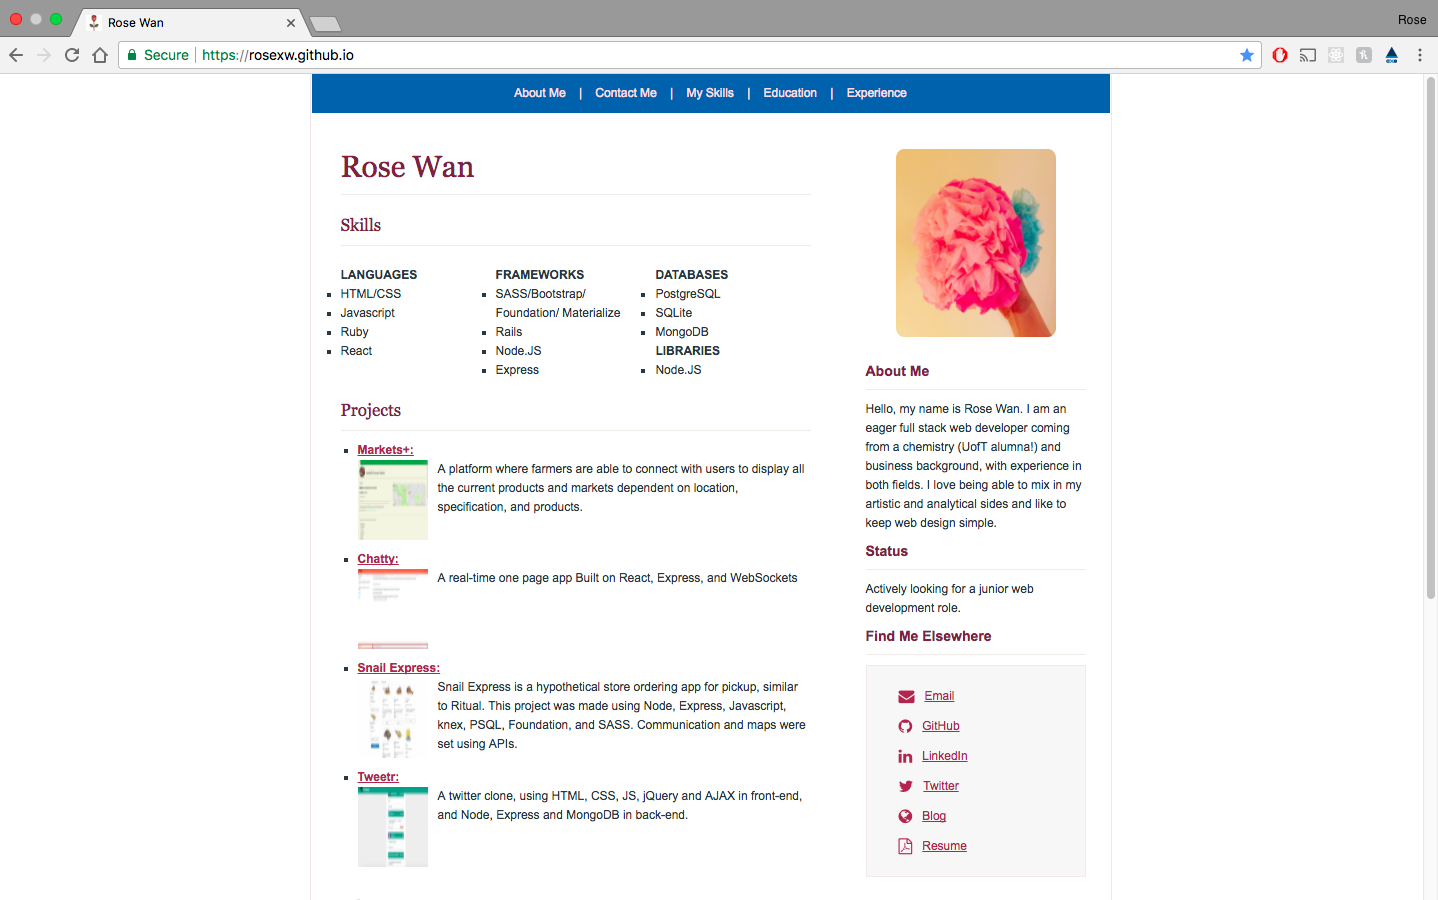 Rose Wan
Rose
Secure https://rosexw.github.io
About Me | Contact Me | My Skills | Education | Experience
Rose Wan
Skills
LANGUAGES
HTML/CSS
Javascript
Ruby
React
FRAMEWORKS
SASS/Bootstrap/
Foundation/ Materialize
Rails
Node.JS
Express
DATABASES
PostgreSQL
SQLite
MongoDB
LIBRARIES
Node.JS
Projects
Markets+:
A platform where farmers are able to connect with users to display all
the current products and markets dependent on location,
specification, and products.
Chatty:
A real-time one page app Built on React, Express, and WebSockets
Snail Express:
Snail Express is a hypothetical store ordering app for pickup, similar
to Ritual. This project was made using Node, Express, Javascript,
knex, PSQL, Foundation, and SASS. Communication and maps were
set using APIs.
Tweetr:
A twitter clone, using HTML, CSS, JS, jQuery and AJAX in front-end,
and Node, Express and MongoDB in back-end.
About Me
Hello, my name is Rose Wan. I am an
eager full stack web developer coming
from a chemistry (UofT alumna!) and
business background, with experience in
both fields. I love being able to mix in my
artistic and analytical sides and like to
keep web design simple.
Status
Actively looking for a junior web
development role.
Find Me Elsewhere
Email
GitHub
LinkedIn
Twitter
Blog
Resume